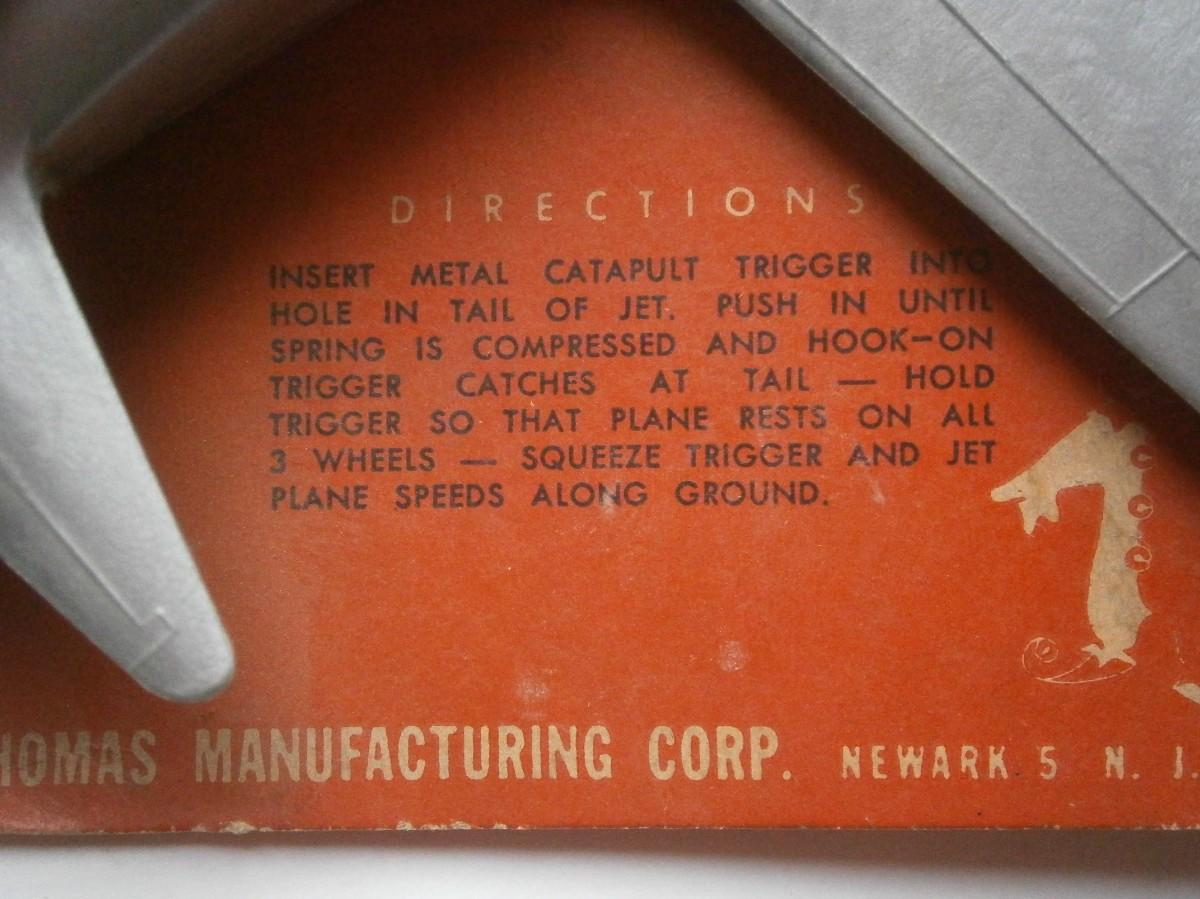 DIRECTIONS
INSERT METAL CATAPULT TRIGGER INTO
HOLE IN TAIL OF JET. PUSH IN UNTIL
SPRING IS COMPRESSED AND HOOK—ON
TRIGGER CATCHES AT TAIL — HOLD
TRIGGER SO THAT PLANE RESTS ON ALL
3 WHEELS — SQUEEZE TRIGGER AND JET
PLANE SPEEDS ALONG GROUND.
HOMAS MANUFACTURING CORP. NEWARK 5 N. J.